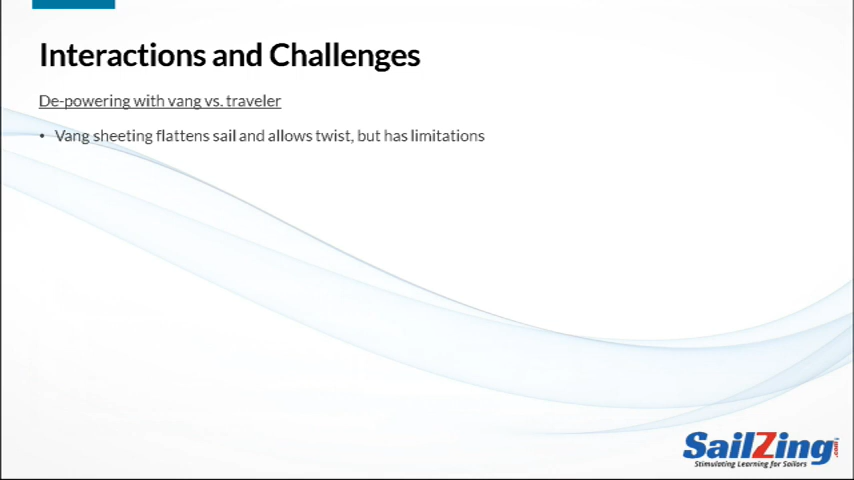 Interactions and Challenges
De-powering with vang vs. traveler
• Vang sheeting flattens sail and allows twist, but has limitations
SailZing.com
Stimulating Learning for Sailors